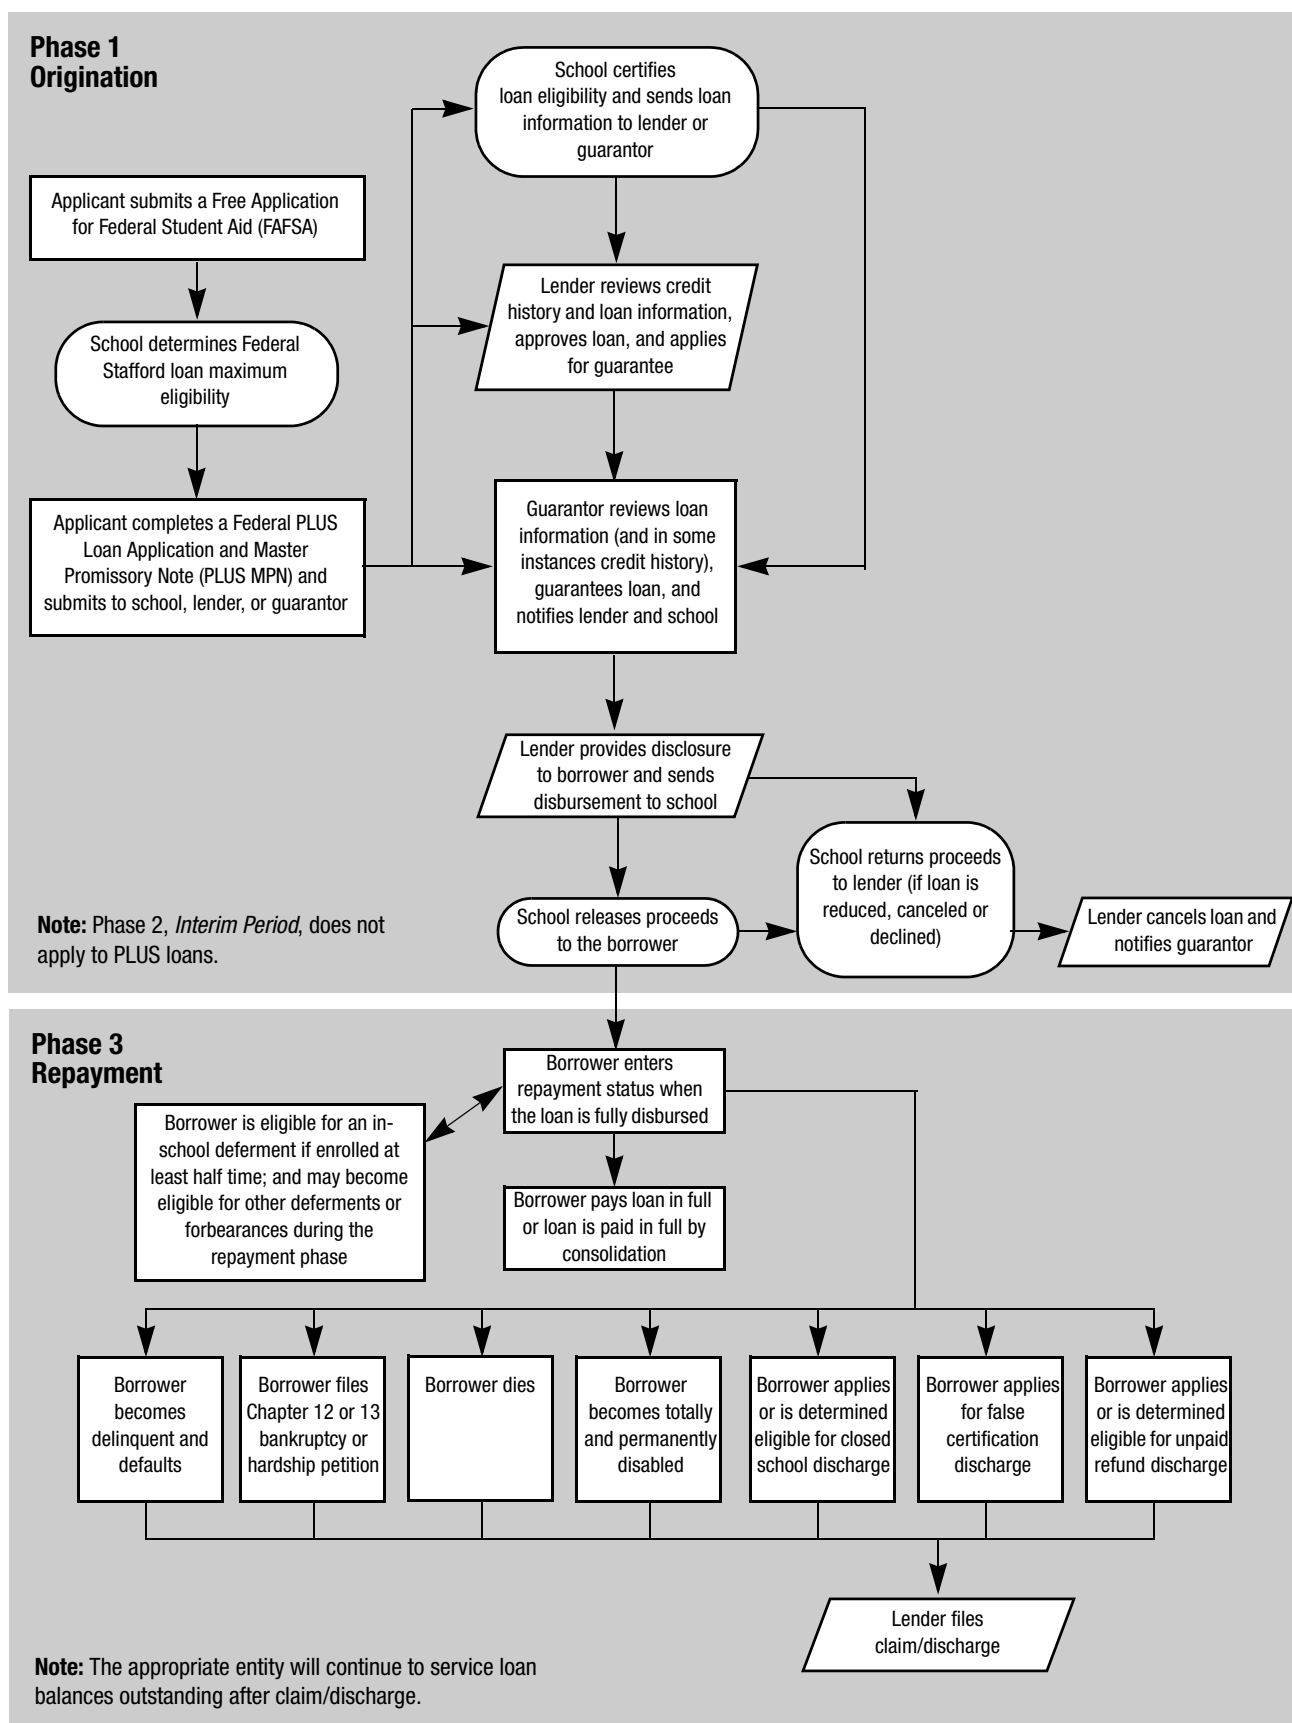 Phase 1
Origination
School certifies
loan eligibility and sends loan
information to lender or
guarantor
Applicant submits a Free Application
for Federal Student Aid (FAFSA)
Lender reviews credit
history and loan information,
approves loan, and applies
for guarantee
School determines Federal
Stafford loan maximum
eligibility
Applicant completes a Federal PLUS
Loan Application and Master
Promissory Note (PLUS MPN) and
submits to school, lender, or guarantor
Guarantor reviews loan
information (and in some
instances credit history),
guarantees loan, and
notifies lender and school
Lender provides disclosure
to borrower and sends
disbursement to school
School returns proceeds
to lender (if loan is
reduced, canceled or
declined)
School releases proceeds
to the borrower
Lender cancels loan and
notifies guarantor
Note: Phase 2, Interim Period, does not
apply to PLUS loans.
Phase 3
Repayment
Borrower enters
repayment status when
the loan is fully disbursed
Borrower is eligible for an in-
school deferment if enrolled at
least half time; and may become
eligible for other deferments or
forbearances during the
repayment phase
Borrower pays loan in full
or loan is paid in full by
consolidation
Borrower
becomes
delinquent and
defaults
Borrower files
Chapter 12 or 13
bankruptcy or
hardship petition
Borrower dies
Borrower
becomes totally
and permanently
disabled
Borrower applies
or is determined
eligible for closed
school discharge
Borrower applies
for false
certification
discharge
Borrower applies
or is determined
eligible for unpaid
refund discharge
Lender files
claim/discharge
Note: The appropriate entity will continue to service loan
balances outstanding after claim/discharge.